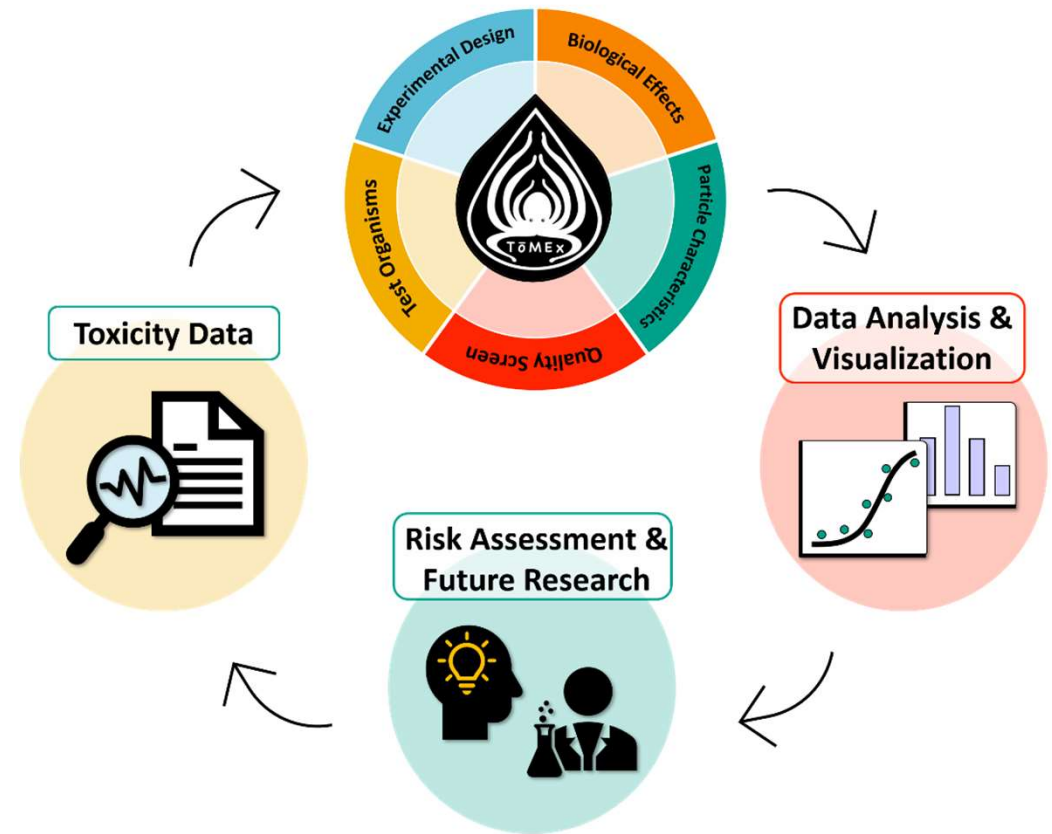 Experimental Design
Biological Effects
Particle Characteristics
Quality Screen
Test Organisms
TōMEx
Data Analysis &
Visualization
Risk Assessment &
Future Research
Toxicity Data